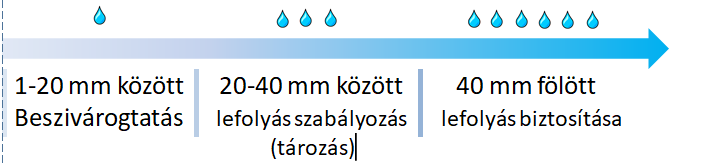 1-20 mm között
Beszivárogtatás
20-40 mm között
lefolyás szabályozás
(tározás)
40 mm fölött
lefolyás biztosítása